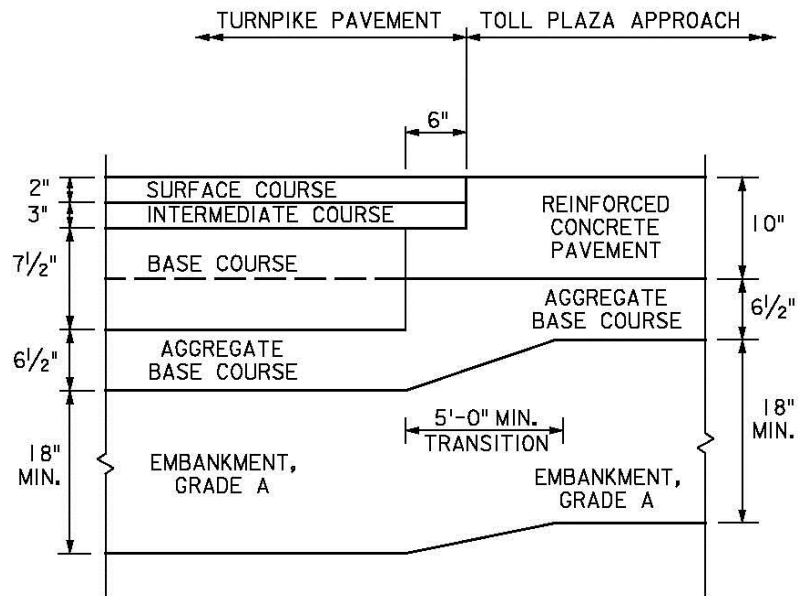 TURNPIKE PAVEMENT
TOLL PLAZA APPROACH
6"
2"
SURFACE COURSE
3"
INTERMEDIATE COURSE
REINFORCED
CONCRETE
PAVEMENT
10"
7½"
BASE COURSE
AGGREGATE
BASE COURSE
6½"
6½"
AGGREGATE
BASE COURSE
5'-0" MIN.
TRANSITION
18"
MIN.
18"
MIN.
EMBANKMENT,
GRADE A
EMBANKMENT,
GRADE A